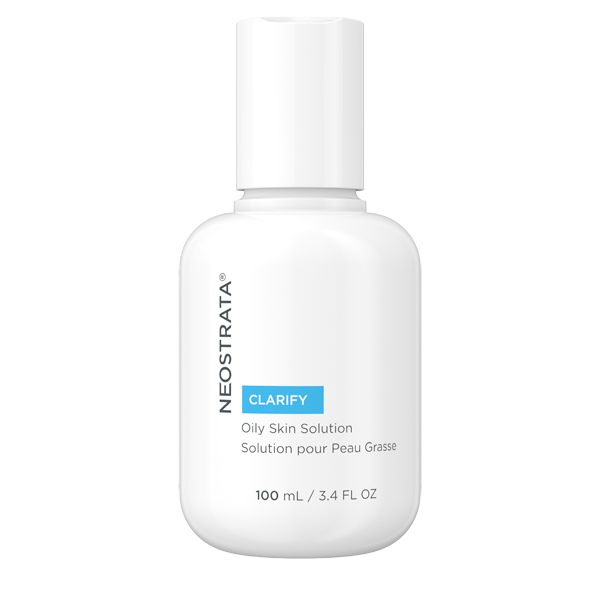 NEOSTRATA®
CLARIFY
Oily Skin Solution
Solution pour Peau Grasse
100 mL / 3.4 FL OZ